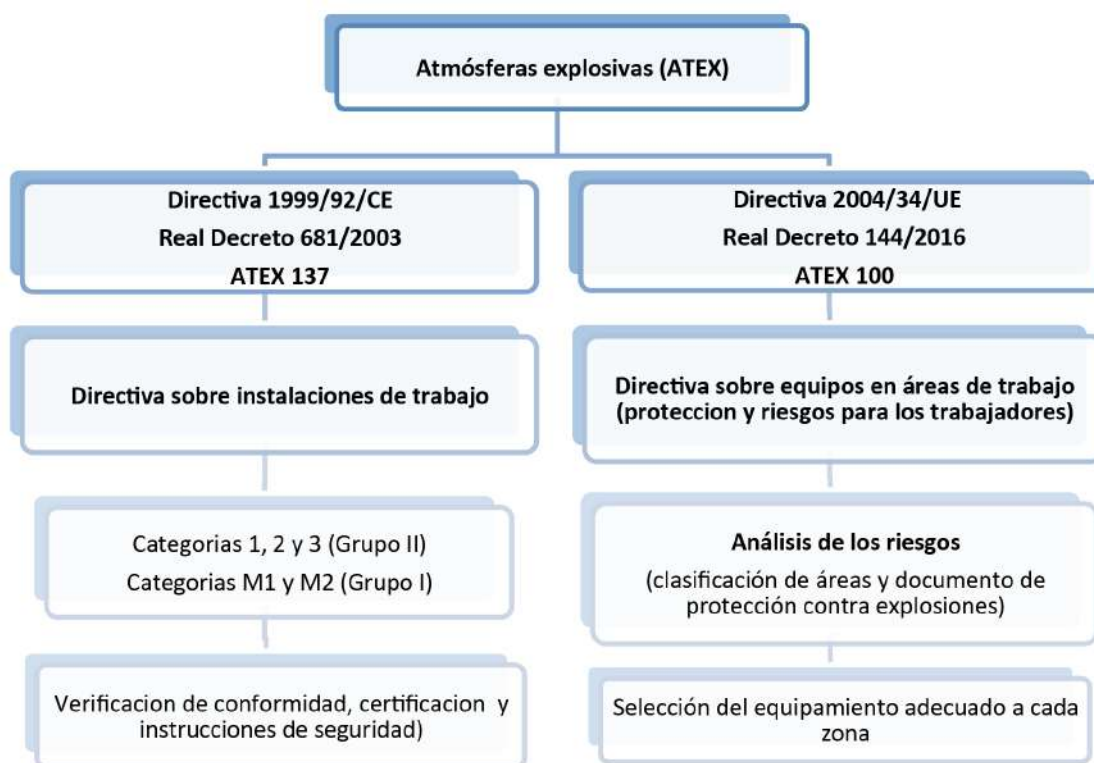 Atmósferas explosivas (ATEX)
Directiva 1999/92/CE
Real Decreto 681/2003
ATEX 137
Directiva 2004/34/UE
Real Decreto 144/2016
ATEX 100
Directiva sobre instalaciones de trabajo
Directiva sobre equipos en áreas de trabajo
(proteccion y riesgos para los trabajadores)
Categorias 1, 2 y 3 (Grupo II)
Categorias M1 y M2 (Grupo I)
Análisis de los riesgos
(clasificación de áreas y documento de
protección contra explosiones)
Verificacion de conformidad, certificacion y
instrucciones de seguridad)
Selección del equipamiento adecuado a cada
zona